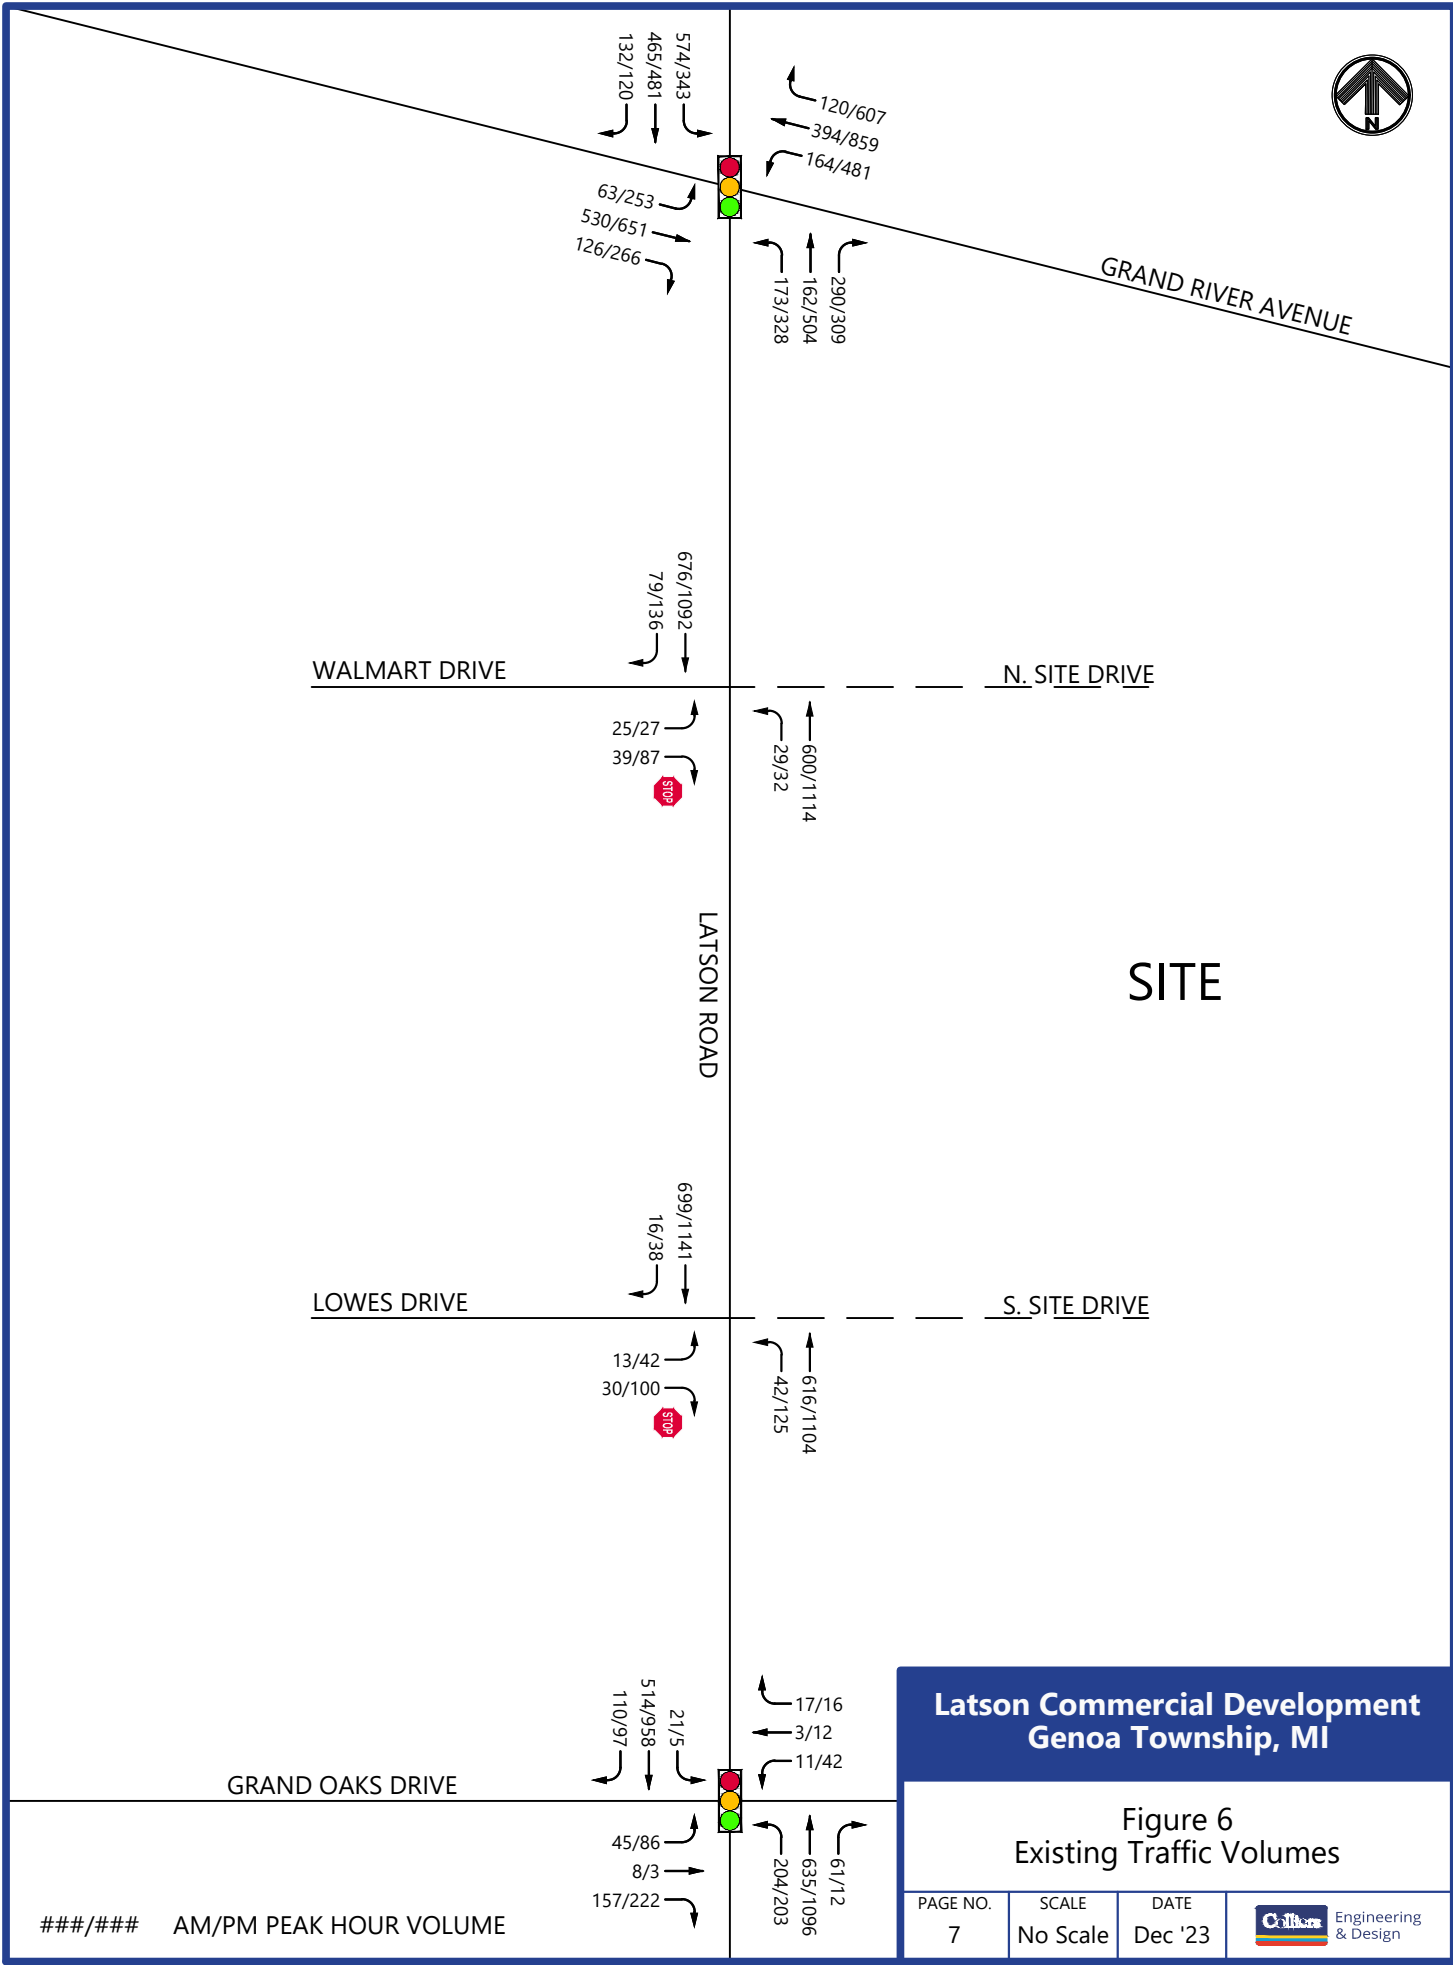 132/120
465/481
574/343
120/607
394/859
164/481
N
63/253
530/651
126/266
173/328
162/504
290/309
GRAND RIVER AVENUE
79/136
676/1092
WALMART DRIVE
N. SITE DRIVE
25/27
39/87
STOP
29/32
600/1114
LATSON ROAD
SITE
16/38
699/1141
LOWES DRIVE
S. SITE DRIVE
13/42
30/100
STOP
42/125
616/1104
110/97
514/958
21/5
17/16
3/12
11/42
GRAND OAKS DRIVE
45/86
8/3
157/222
204/203
635/1096
61/12
###/### AM/PM PEAK HOUR VOLUME
Latson Commercial Development
Genoa Township, MI
Figure 6
Existing Traffic Volumes
PAGE NO. SCALE DATE
7 No Scale Dec '23
Colliers
Engineering
& Design